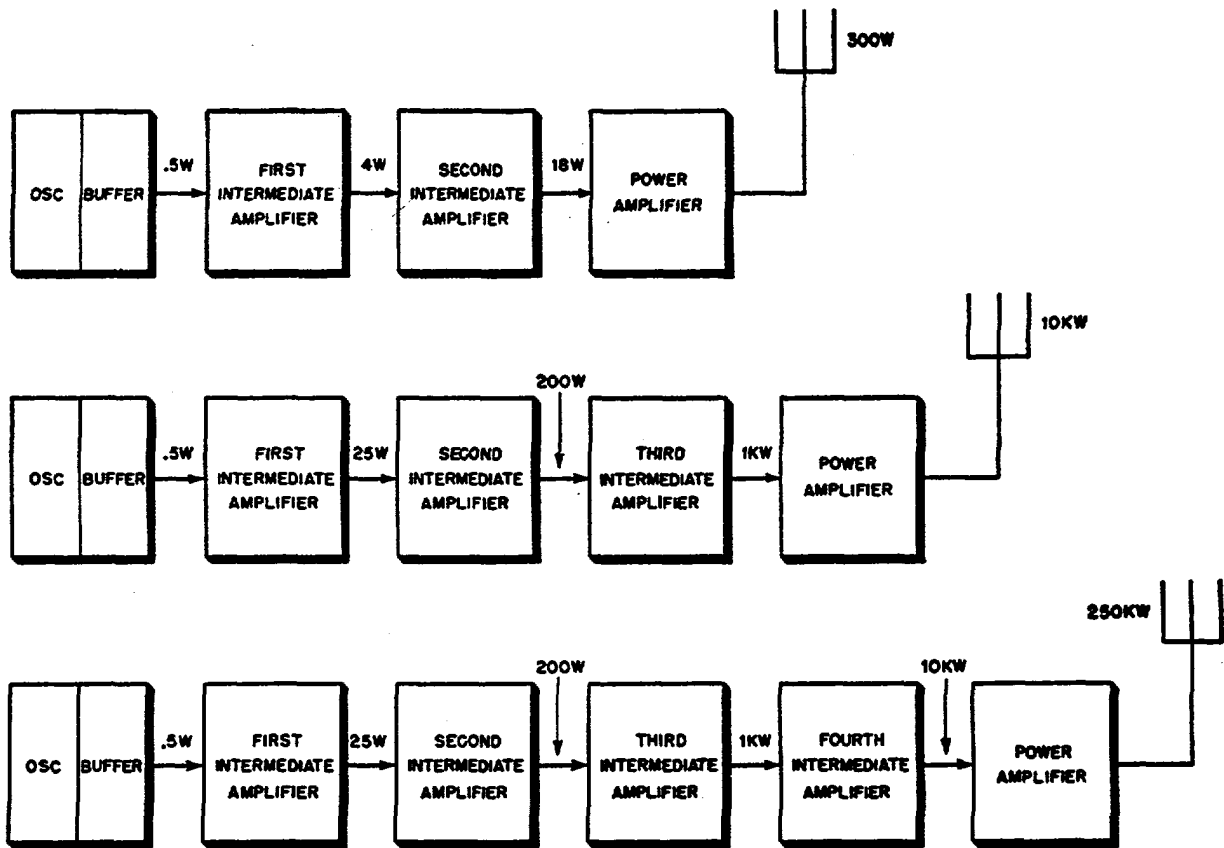 300W
OSC
BUFFER
.5W
FIRST
INTERMEDIATE
AMPLIFIER
4W
SECOND
INTERMEDIATE
AMPLIFIER
18W
POWER
AMPLIFIER
10KW
OSC
BUFFER
.5W
FIRST
INTERMEDIATE
AMPLIFIER
25W
SECOND
INTERMEDIATE
AMPLIFIER
200W
THIRD
INTERMEDIATE
AMPLIFIER
1KW
POWER
AMPLIFIER
250KW
OSC
BUFFER
.5W
FIRST
INTERMEDIATE
AMPLIFIER
25W
SECOND
INTERMEDIATE
AMPLIFIER
200W
THIRD
INTERMEDIATE
AMPLIFIER
1KW
FOURTH
INTERMEDIATE
AMPLIFIER
10KW
POWER
AMPLIFIER